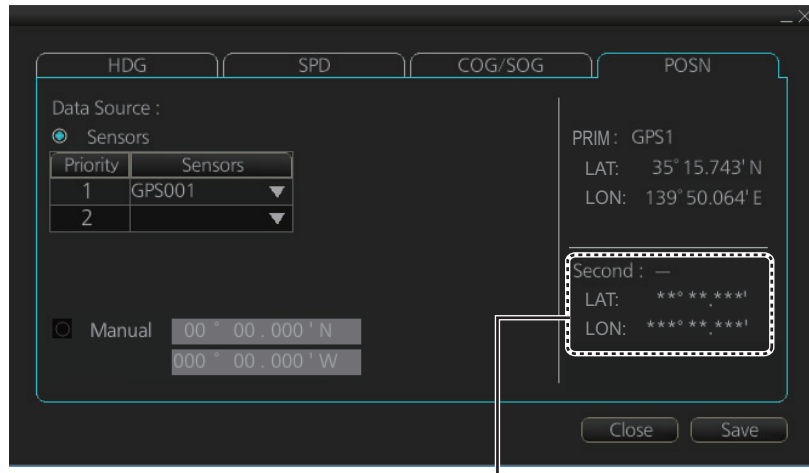 HDG SPD COG/SOG POSN
Data Source :
Sensors
Priority Sensors
1 GPS001
2
Manual 00 ° 00 . 000 ' N
000 ° 00 . 000 ' W
PRIM : GPS1
LAT: 35° 15.743' N
LON: 139° 50.064' E
Second : —
LAT: **° **.***'
LON: ***° **.***'
Close Save